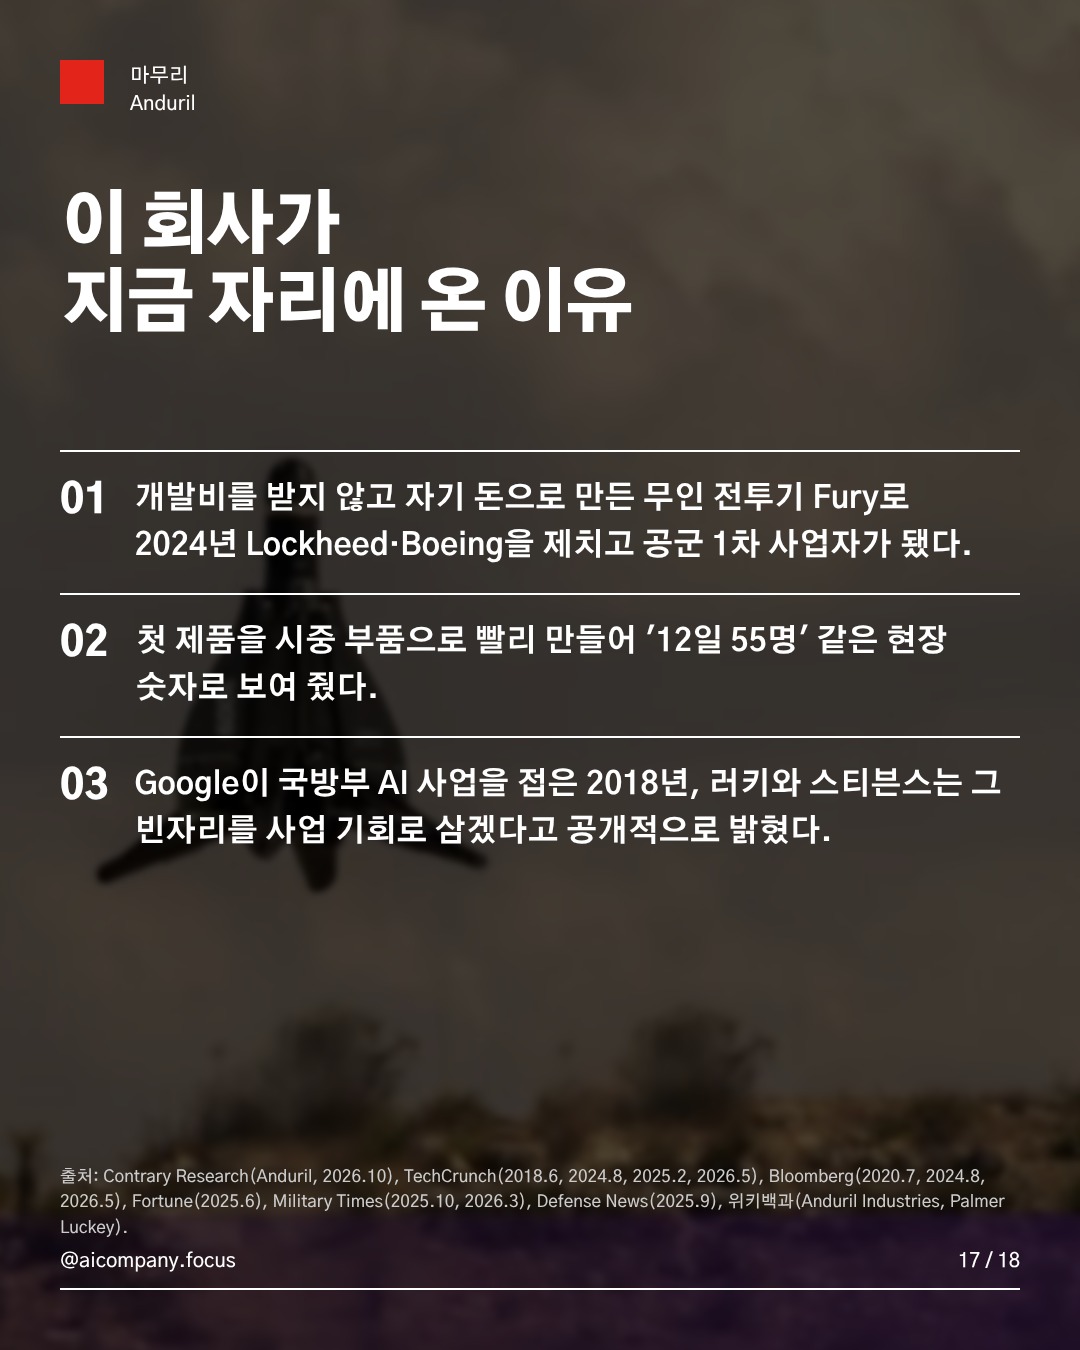 마무리
Anduril
이 회사가
지금 자리에 온 이유
01 개발비를 받지 않고 자기 돈으로 만든 무인 전투기 Fury로
2024년 Lockheed·Boeing을 제치고 공군 1차 사업자가 됐다.
02 첫 제품을 시중 부품으로 빨리 만들어 ′12일 55명′ 같은 현장
숫자로 보여 줬다.
03 Google이 국방부 AI 사업을 접은 2018년, 러키와 스티븐스는 그
빈자리를 사업 기회로 삼겠다고 공개적으로 밝혔다.
출처: Contrary Research(Anduril, 2026.10), TechCrunch(2018.6, 2024.8, 2025.2, 2026.5), Bloomberg(2020.7, 2024.8,
2026.5), Fortune(2025.6), Military Times(2025.10, 2026.3), Defense News(2025.9), 위키백과(Anduril Industries, Palmer
Luckey).
@aicompany.focus 17 / 18